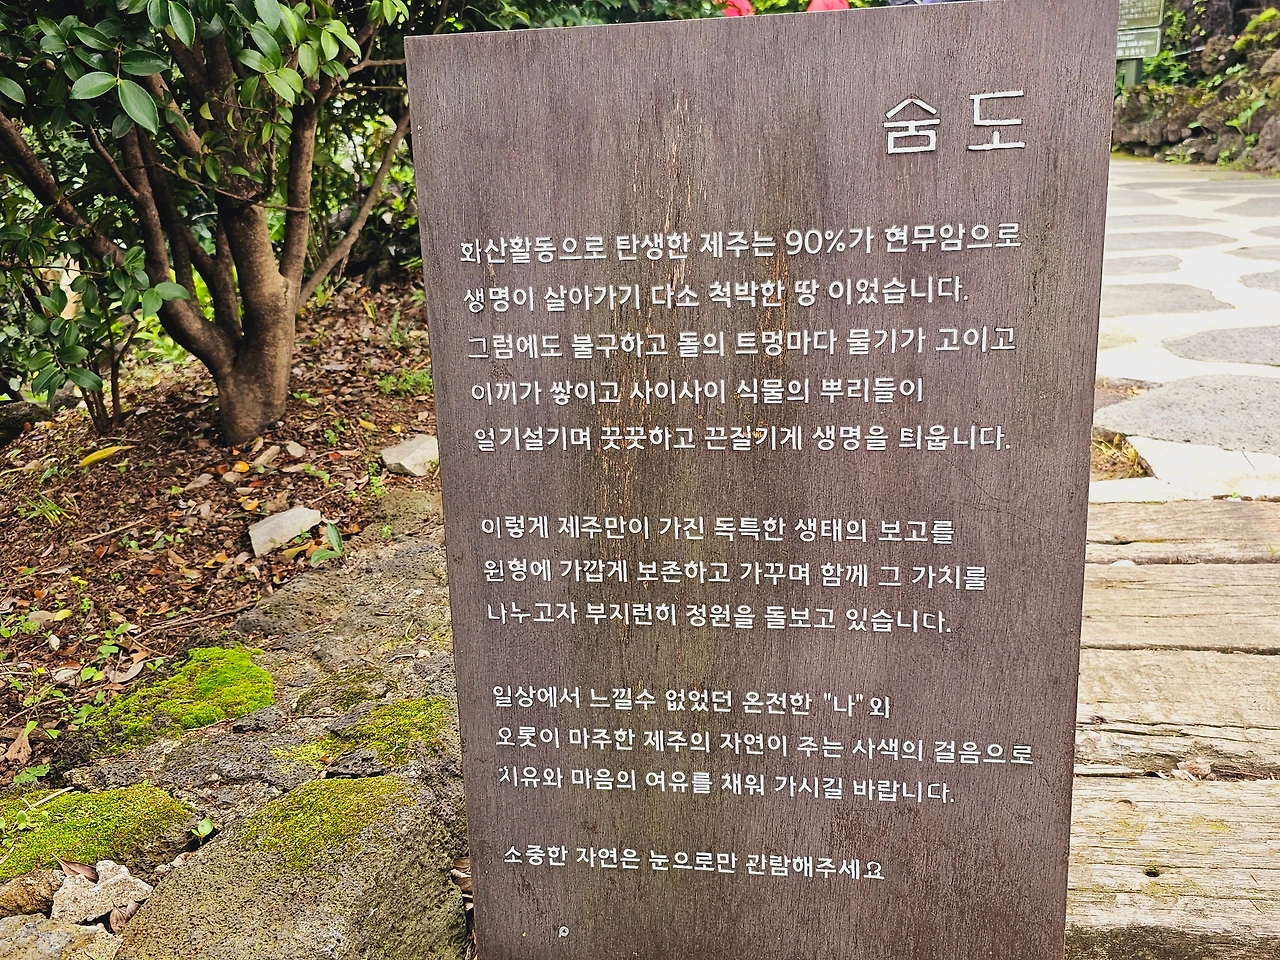 숨도
화산활동으로 탄생한 제주는 90%가 현무암으로
생명이 살아가기 다소 척박한 땅 이었습니다.
그럼에도 불구하고 돌의 트멍마다 물기가 고이고
이끼가 쌓이고 사이사이 식물의 뿌리들이
얼기설기며 꿋꿋하고 끈질기게 생명을 틔웁니다.
이렇게 제주만이 가진 독특한 생태의 보고를
원형에 가깝게 보존하고 가꾸며 함께 그 가치를
나누고자 부지런히 정원을 돌보고 있습니다.
일상에서 느낄수 없었던 온전한 "나"와
오롯이 마주한 제주의 자연이 주는 사색의 걸음으로
치유와 마음의 여유를 채워 가시길 바랍니다.
소중한 자연은 눈으로만 관람해주세요